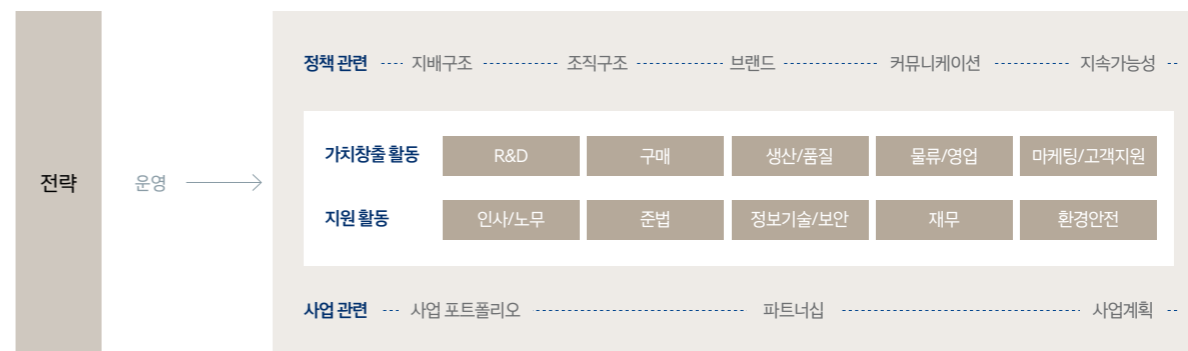 정책 관련 지배구조 조직구조 브랜드 커뮤니케이션 지속가능성
전략 운영
가치창출 활동 R&D 구매 생산/품질 물류/영업 마케팅/고객지원
지원 활동 인사/노무 준법 정보기술/보안 재무 환경안전
사업 관련 사업 포트폴리오 파트너십 사업계획